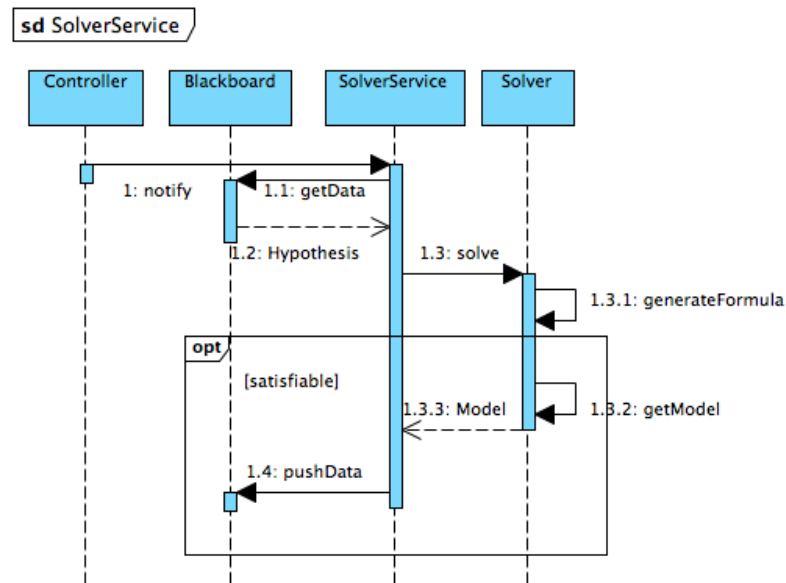 sd SolverService
Controller
Blackboard
SolverService
Solver
1: notify
1.1: getData
1.2: Hypothesis
1.3: solve
1.3.1: generateFormula
opt
[satisfiable]
1.3.3: Model
1.3.2: getModel
1.4: pushData